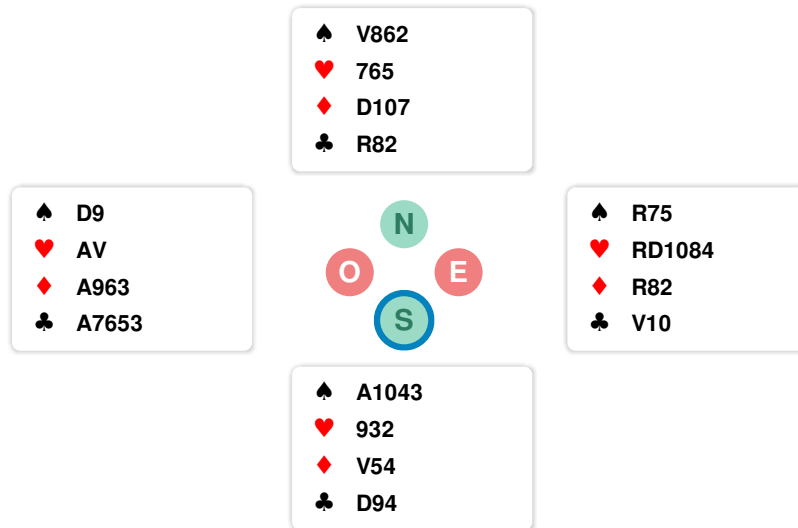 ♠ V862
♥ 765
♦ D107
♣ R82
♠ D9
♥ AV
♦ A963
♣ A7653
N
O E
S
♠ R75
♥ RD1084
♦ R82
♣ V10
♠ A1043
♥ 932
♦ V54
♣ D94